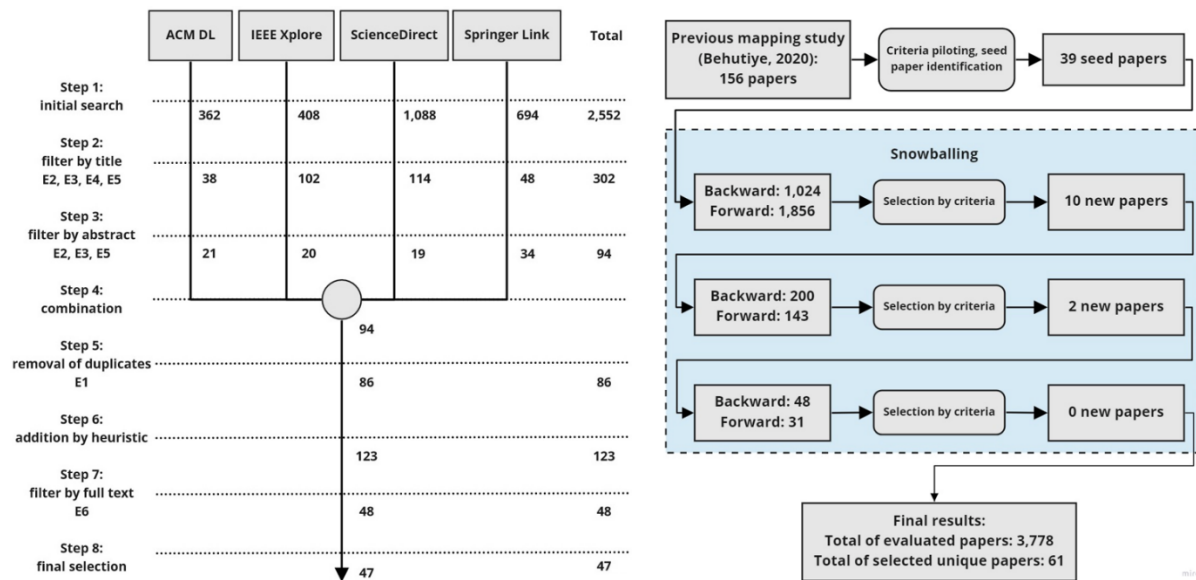 ACM DL
IEEE Xplore
ScienceDirect
Springer Link
Total
Step 1:
initial search
362
408
1,088
694
2,552
Step 2:
filter by title
E2, E3, E4, E5
38
102
114
48
302
Step 3:
filter by abstract
E2, E3, E5
21
20
19
34
94
Step 4:
combination
94
Step 5:
removal of duplicates
E1
86
86
Step 6:
addition by heuristic
123
123
Step 7:
filter by full text
E6
48
48
Step 8:
final selection
47
47
Previous mapping study
(Behutiye, 2020):
156 papers
Criteria piloting, seed
paper identification
39 seed papers
Snowballing
Backward: 1,024
Forward: 1,856
Selection by criteria
10 new papers
Backward: 200
Forward: 143
Selection by criteria
2 new papers
Backward: 48
Forward: 31
Selection by criteria
0 new papers
Final results:
Total of evaluated papers: 3,778
Total of selected unique papers: 61